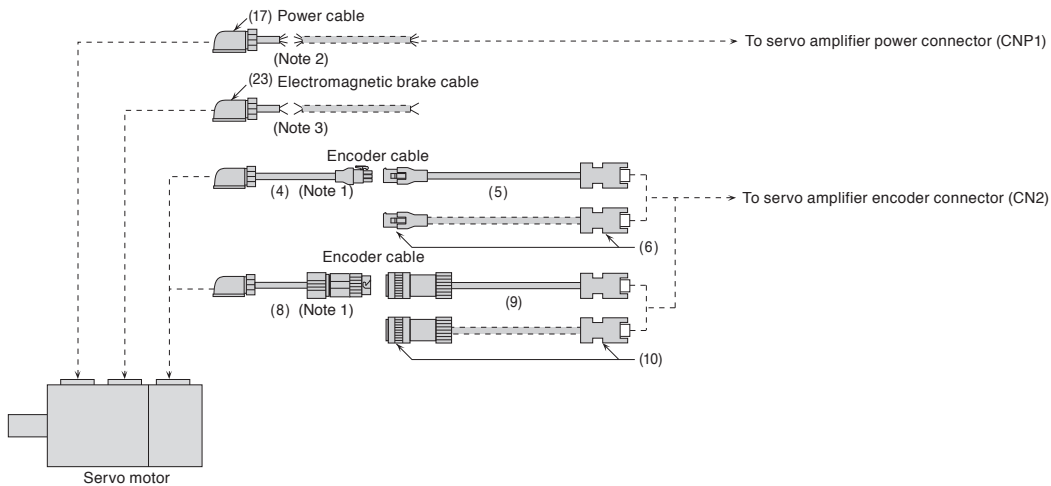 (17) Power cable
To servo amplifier power connector (CNP1)
(Note 2)
(23) Electromagnetic brake cable
(Note 3)
Encoder cable
(4) (Note 1)
(5)
To servo amplifier encoder connector (CN2)
(6)
Encoder cable
(8) (Note 1)
(9)
(10)
Servo motor